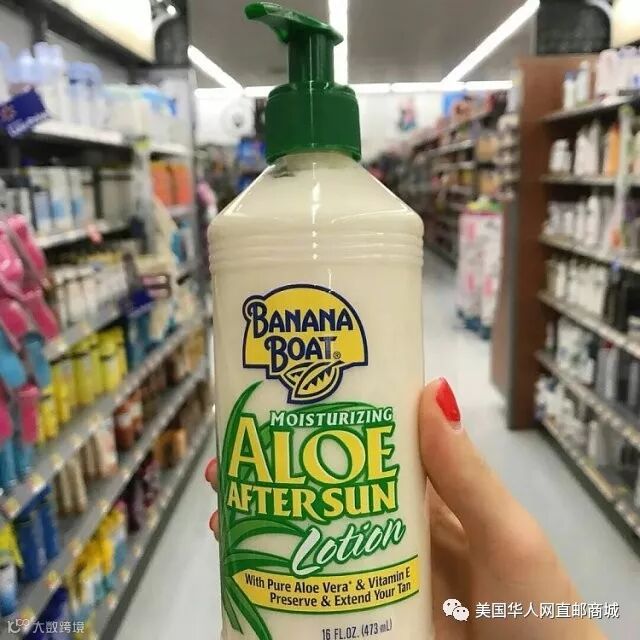 BANANA
BOAT®
MOISTURIZING
ALOE
AFTER SUN
Lotion
With Pure Aloe Vera* & Vitamin E
Preserve & Extend Your Tan
16 FL.OZ. (473 mL)
美国华人网直邮商城
大数跨境